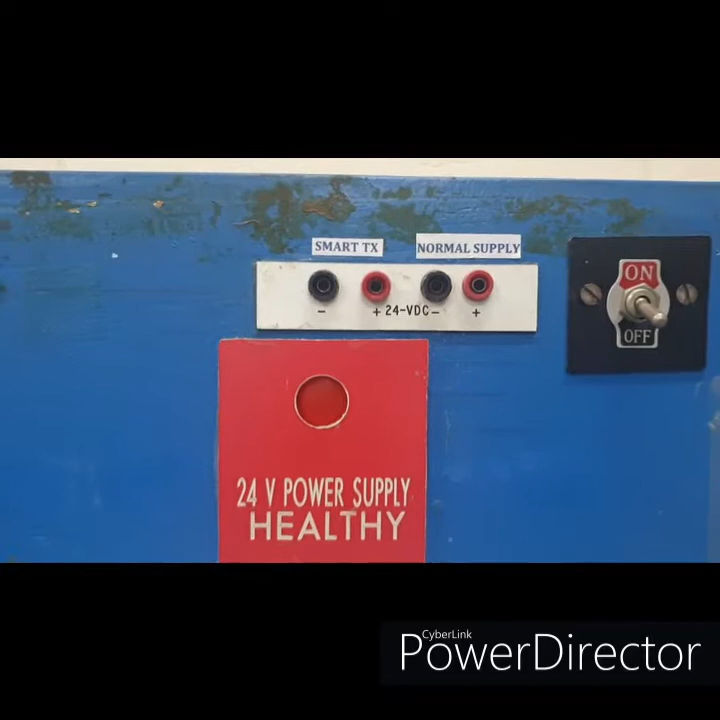 SMART TX
NORMAL SUPPLY
- + 24-VDC - +
ON
OFF
24 V POWER SUPPLY
HEALTHY
CyberLink
PowerDirector